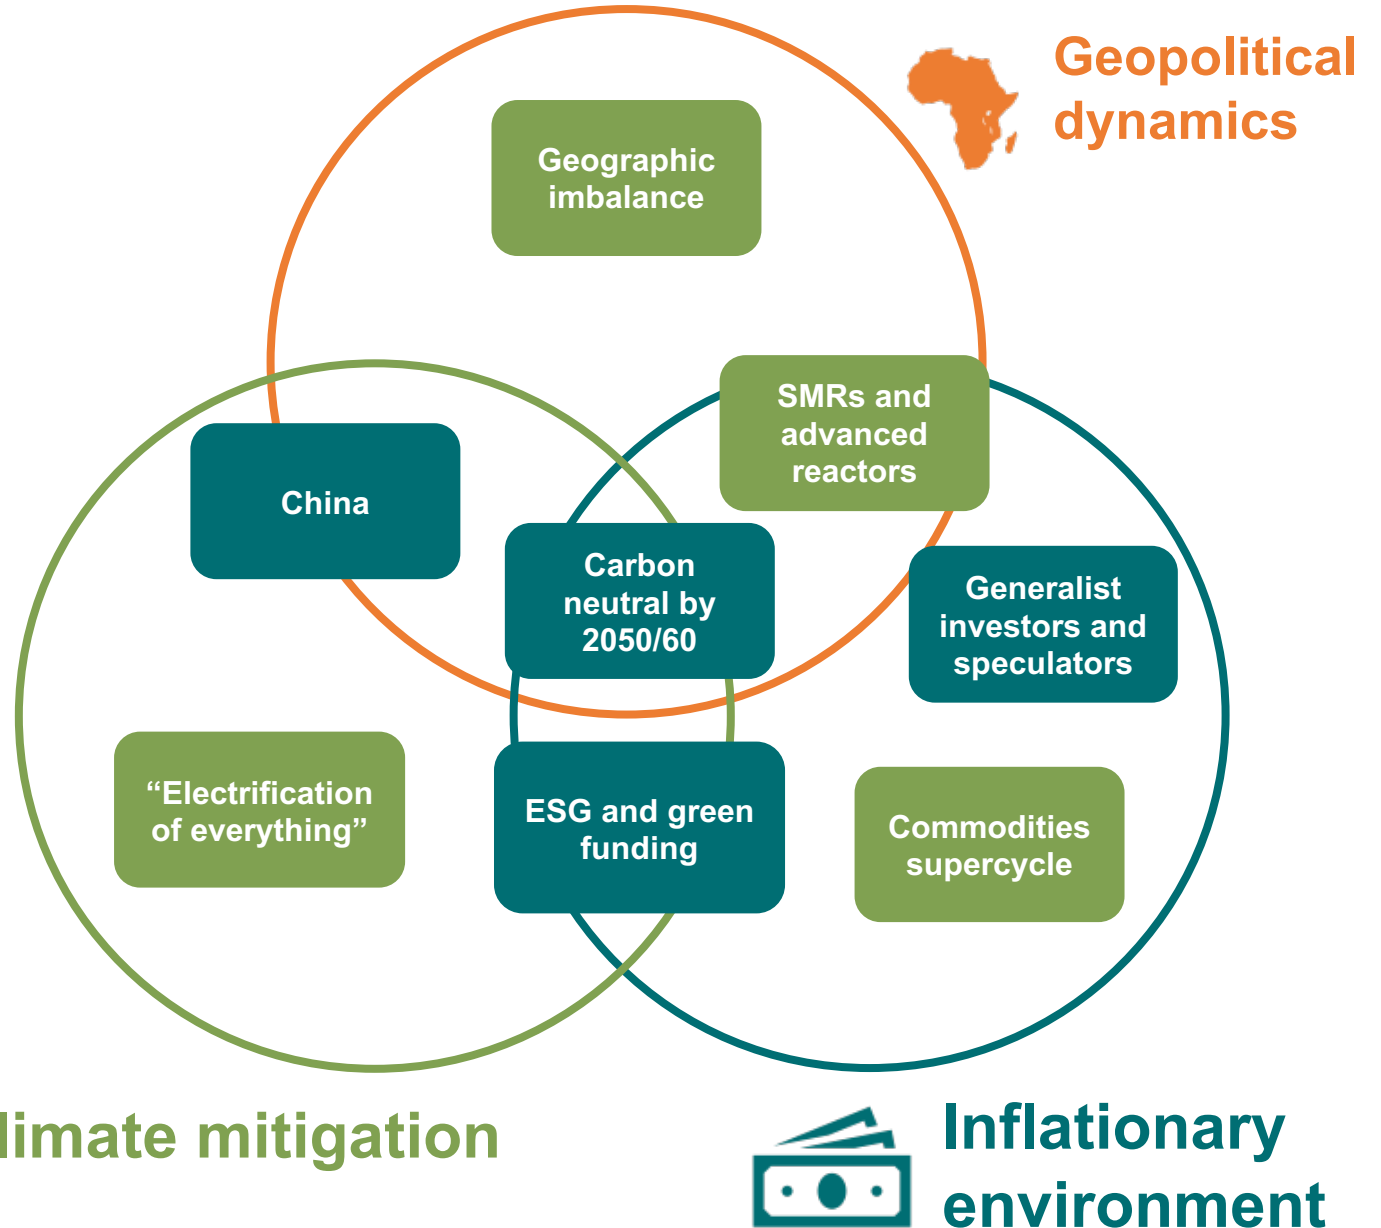 Geopolitical
dynamics
Geographic
imbalance
SMRs and
advanced
reactors
China
Carbon
neutral by
2050/60
Generalist
investors and
speculators
“Electrification
of everything”
ESG and green
funding
Commodities
supercycle
limate mitigation
Inflationary
environment